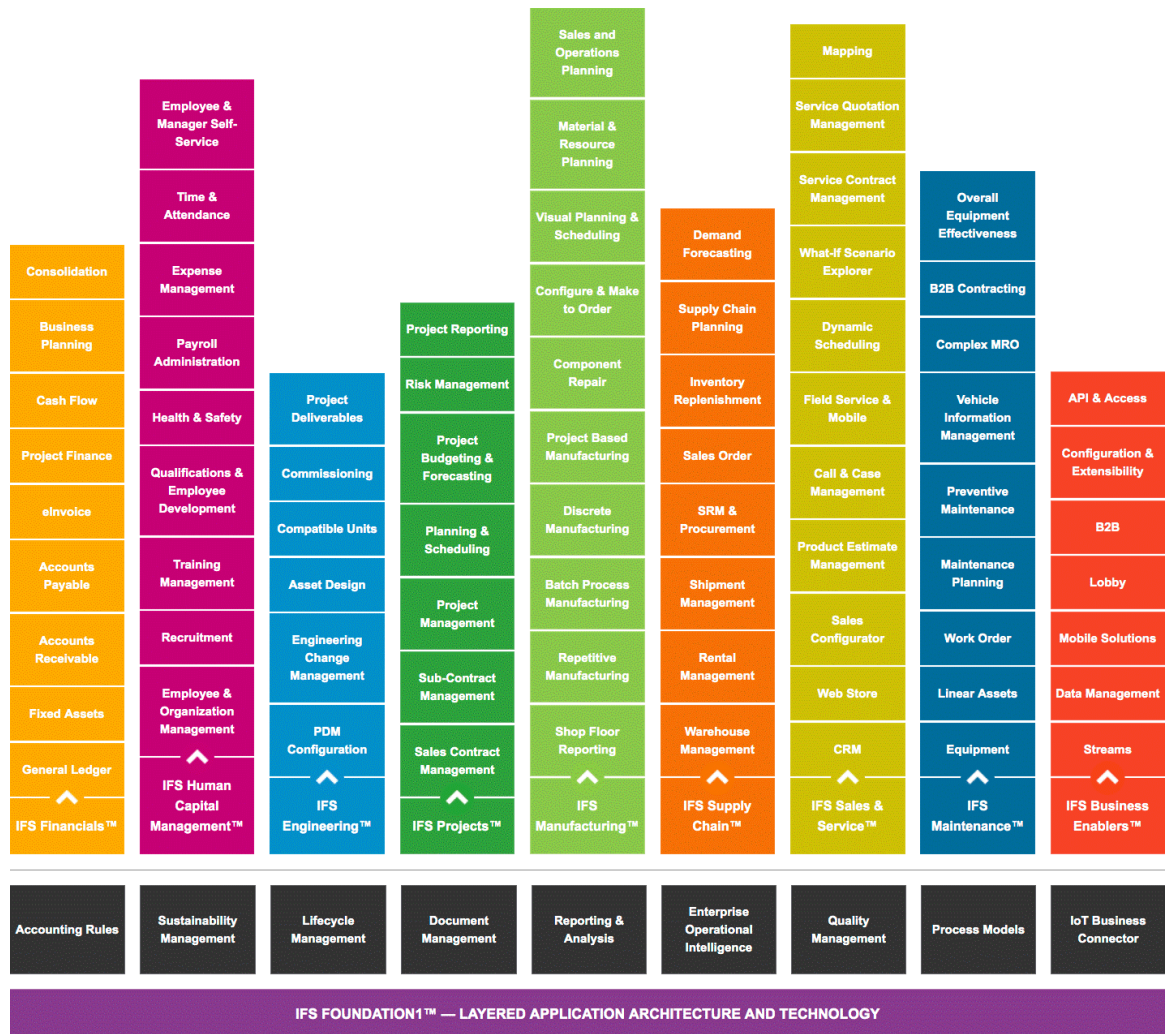 Consolidation
Business
Planning
Cash Flow
Project Finance
eInvoice
Accounts
Payable
Accounts
Receivable
Fixed Assets
General Ledger
IFS Financials™
Employee &
Manager Self-
Service
Time &
Attendance
Expense
Management
Payroll
Administration
Health & Safety
Qualifications &
Employee
Development
Training
Management
Recruitment
Employee &
Organization
Management
IFS Human
Capital
Management™
Project
Deliverables
Commissioning
Compatible Units
Asset Design
Engineering
Change
Management
PDM
Configuration
IFS
Engineering™
Project Reporting
Risk Management
Project
Budgeting &
Forecasting
Planning &
Scheduling
Project
Management
Sub-Contract
Management
Sales Contract
Management
IFS Projects™
Sales and
Operations
Planning
Material &
Resource
Planning
Visual Planning &
Scheduling
Configure & Make
to Order
Component
Repair
Project Based
Manufacturing
Discrete
Manufacturing
Batch Process
Manufacturing
Repetitive
Manufacturing
Shop Floor
Reporting
IFS
Manufacturing™
Demand
Forecasting
Supply Chain
Planning
Inventory
Replenishment
Sales Order
SRM &
Procurement
Shipment
Management
Rental
Management
Warehouse
Management
IFS Supply
Chain™
Mapping
Service Quotation
Management
Service Contract
Management
What-If Scenario
Explorer
Dynamic
Scheduling
Field Service &
Mobile
Call & Case
Management
Product Estimate
Management
Sales
Configurator
Web Store
CRM
IFS Sales &
Service™
Overall
Equipment
Effectiveness
B2B Contracting
Complex MRO
Vehicle
Information
Management
Preventive
Maintenance
Maintenance
Planning
Work Order
Linear Assets
Equipment
IFS
Maintenance™
API & Access
Configuration &
Extensibility
B2B
Lobby
Mobile Solutions
Data Management
Streams
IFS Business
Enablers™
Accounting Rules
Sustainability
Management
Lifecycle
Management
Document
Management
Reporting &
Analysis
Enterprise
Operational
Intelligence
Quality
Management
Process Models
IoT Business
Connector
IFS FOUNDATION1™ — LAYERED APPLICATION ARCHITECTURE AND TECHNOLOGY